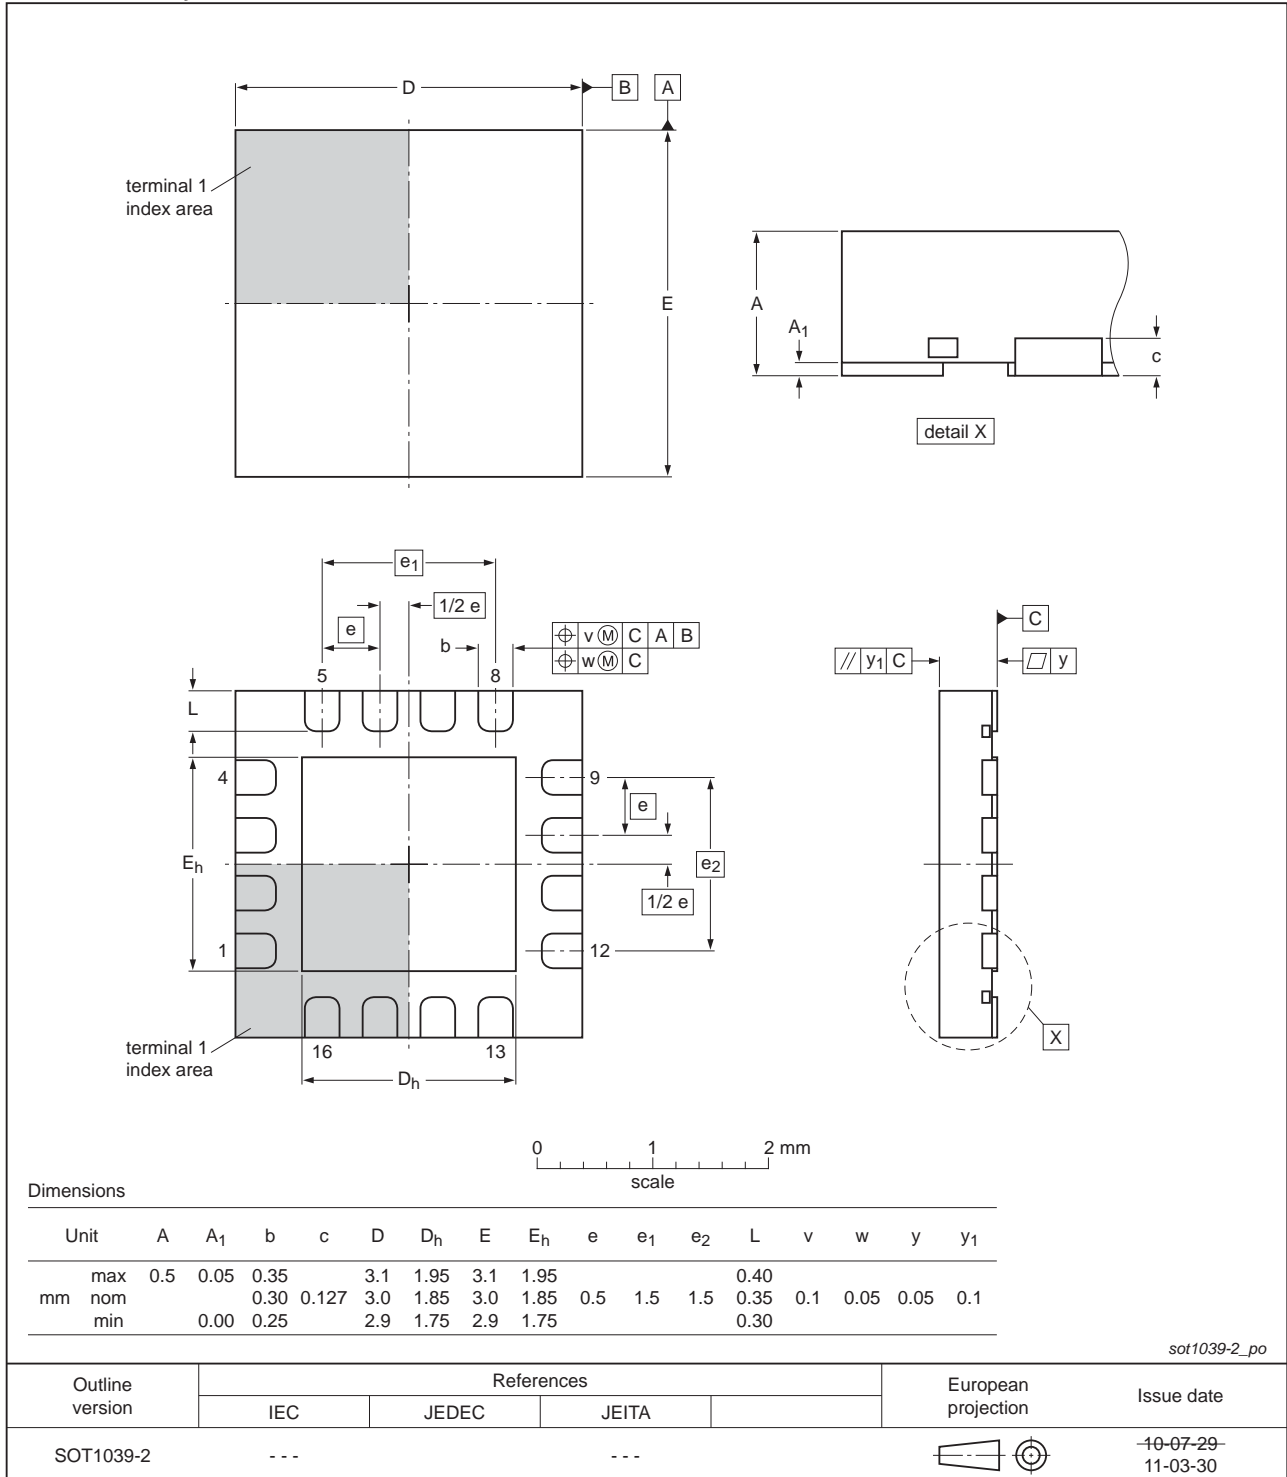 D
B
A
terminal 1
index area
E
A
A1
c
detail X
e1
e
1/2 e
b
v M C A B
w M C
5
8
L
4
9
e
Eh
e2
1/2 e
1
12
terminal 1
index area
16
13
Dh
C
// y1 C
y
X
0 1 2 mm
scale
Dimensions
Unit A A1 b c D Dh E Eh e e1 e2 L v w y y1
max 0.5 0.05 0.35 3.1 1.95 3.1 1.95 0.40
mm nom 0.30 0.127 3.0 1.85 3.0 1.85 0.5 1.5 1.5 0.35 0.1 0.05 0.05 0.1
min 0.00 0.25 2.9 1.75 2.9 1.75 0.30
sot1039-2_po
Outline version
References
IEC JEDEC JEITA
European projection
Issue date
SOT1039-2 - - - - - -
10-07-29
11-03-30